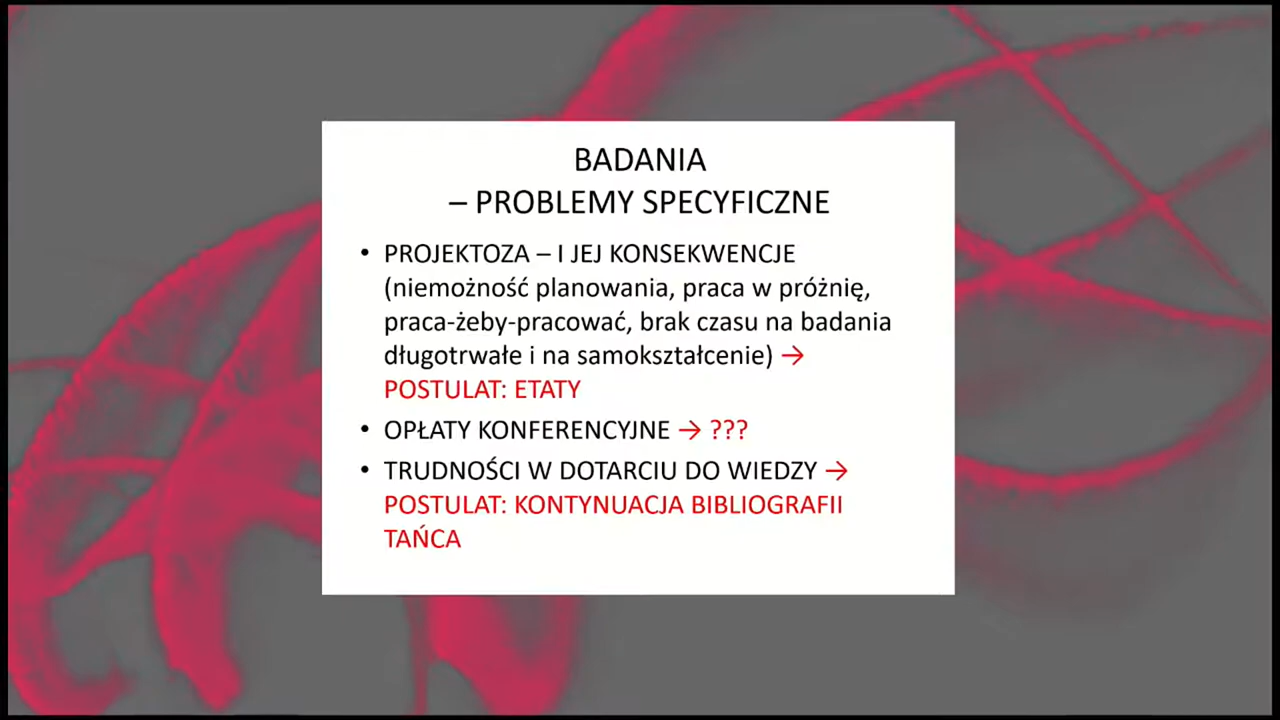 BADANIA
– PROBLEMY SPECYFICZNE
• PROJEKTOZA – I JEJ KONSEKWENCJE
(niemożność planowania, praca w próżnię,
praca-żeby-pracować, brak czasu na badania
długotrwałe i na samokształcenie) →
POSTULAT: ETATY
• OPŁATY KONFERENCYJNE → ???
• TRUDNOŚCI W DOTARCIU DO WIEDZY →
POSTULAT: KONTYNUACJA BIBLIOGRAFII
TAŃCA